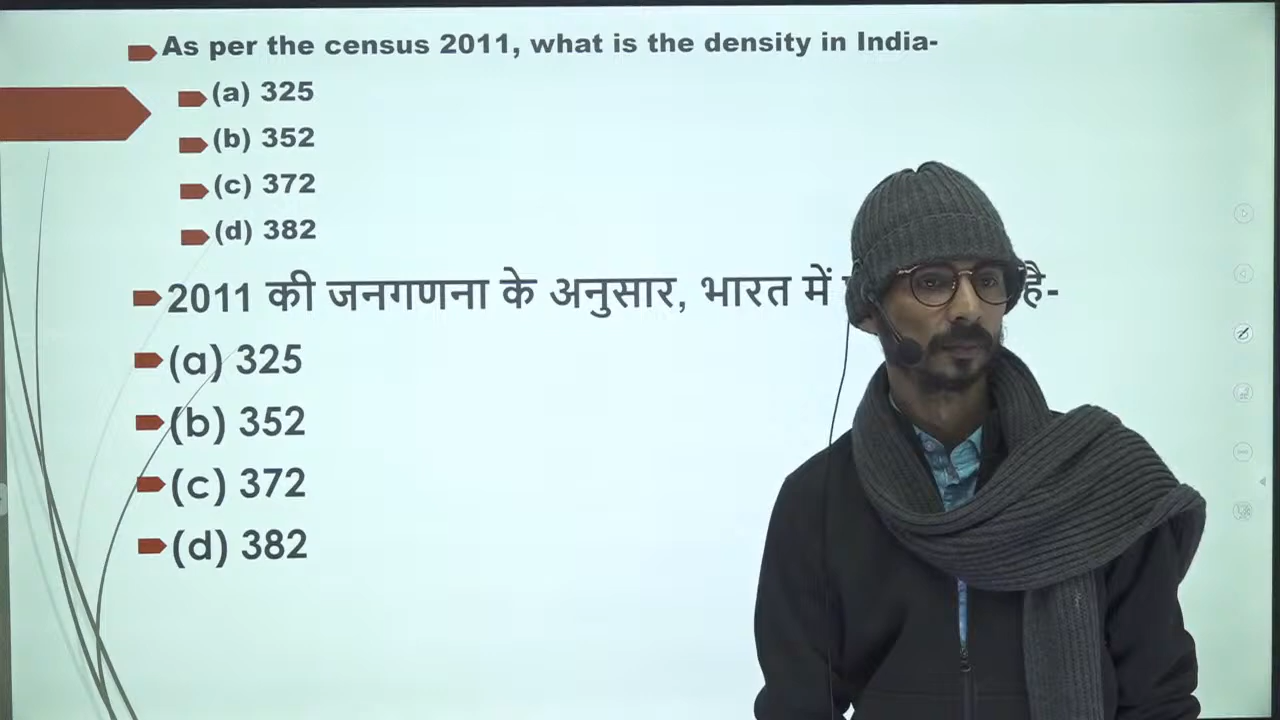 As per the census 2011, what is the density in India-
(a) 325
(b) 352
(c) 372
(d) 382
2011 की जनगणना के अनुसार, भारत में है-
(a) 325
(b) 352
(c) 372
(d) 382